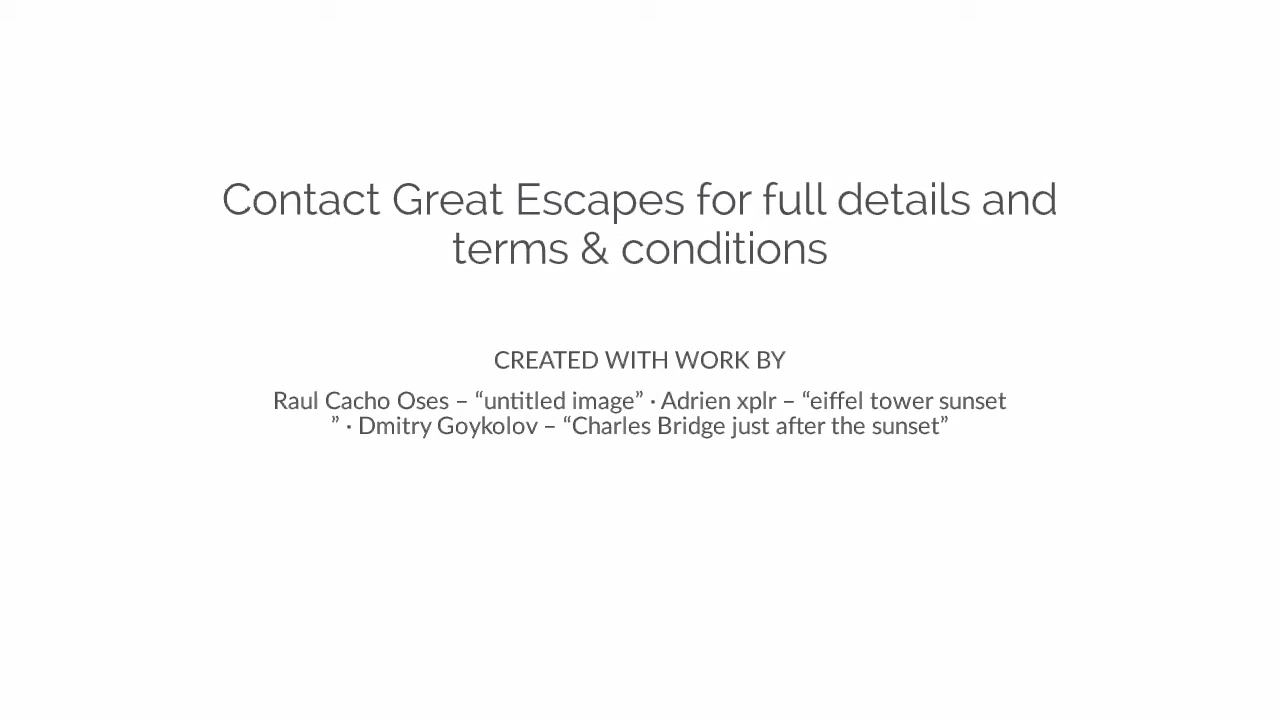 Contact Great Escapes for full details and
terms & conditions
CREATED WITH WORK BY
Raul Cacho Oses – “untitled image” · Adrien xplr – “eiffel tower sunset
” · Dmitry Goykolov – “Charles Bridge just after the sunset”